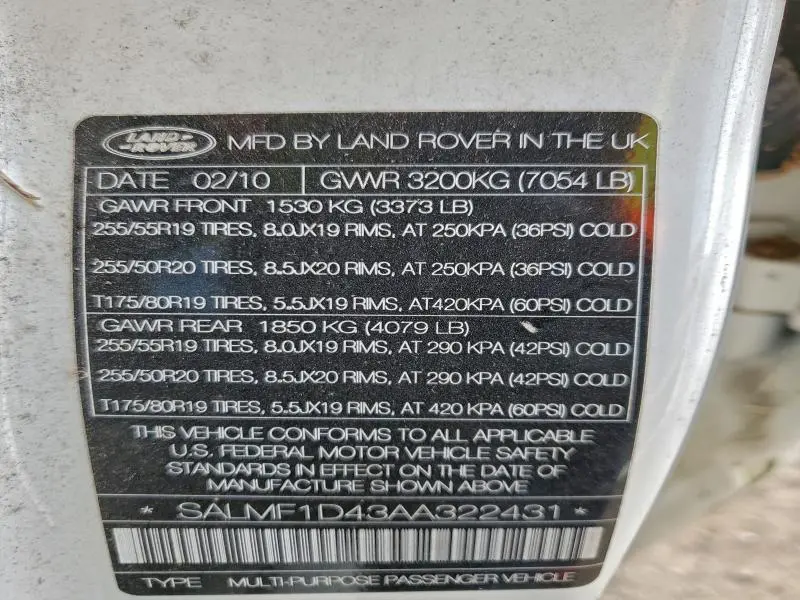 LAND ROVER MFD BY LAND ROVER IN THE UK
DATE 02/10 GWWR 3200KG (7054 LB)
GAWR FRONT 1530 KG (3373 LB)
255/55R19 TIRES, 8.0JX19 RIMS, AT 250KPA (36PSI) COLD
255/50R20 TIRES, 8.5JX20 RIMS, AT 250KPA (36PSI) COLD
T175/80R19 TIRES, 5.5JX19 RIMS, AT 420KPA (60PSI) COLD
GAWR REAR 1850 KG (4079 LB)
255/55R19 TIRES, 8.0JX19 RIMS, AT 290 KPA (42PSI) COLD
255/50R20 TIRES, 8.5JX20 RIMS, AT 290 KPA (42PSI) COLD
T175/80R19 TIRES, 5.5JX19 RIMS, AT 420 KPA (60PSI) COLD
THIS VEHICLE CONFORMS TO ALL APPLICABLE
U.S. FEDERAL MOTOR VEHICLE SAFETY
STANDARDS IN EFFECT ON THE DATE OF
MANUFACTURE SHOWN ABOVE
* SALMF1D43AA322431 *
TYPE MULTI-PURPOSE PASSENGER VEHICLE